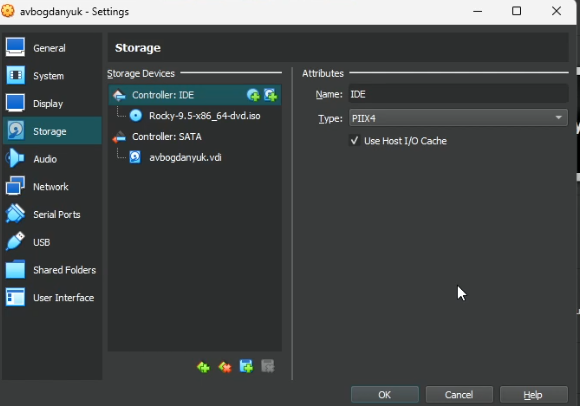 avbogdanyuk - Settings
General
System
Display
Storage
Audio
Network
Serial Ports
USB
Shared Folders
User Interface
Storage
Storage Devices
Controller: IDE
Rocky-9.5-x86_64-dvd.iso
Controller: SATA
avbogdanyuk.vdi
Attributes
Name: IDE
Type: PIIX4
Use Host I/O Cache
OK Cancel Help